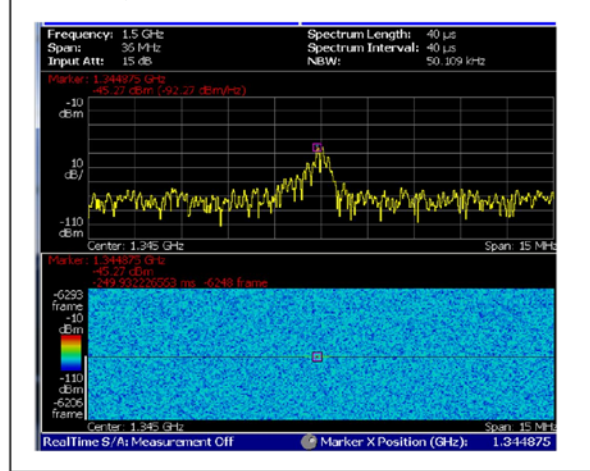 Frequency: 1.5 GHz Spectrum Length: 40 µs
Span: 36 MHz Spectrum Interval: 40 µs
Input Att: 15 dB NBW: 50.109 kHz
Marker: 1.344875 GHz
-45.27 dBm (-92.27 dBm/Hz)
-10
dBm
10
dB/
-110
dBm
Center: 1.345 GHz Span: 15 MHz
Marker: 1.344875 GHz
-45.27 dBm
-249.932226553 ms -6248 frame
-6293
frame
-10
dBm
-110
dBm
-6206
frame
Center: 1.345 GHz Span: 15 MHz
RealTime S/A: Measurement Off Marker X Position (GHz): 1.344875